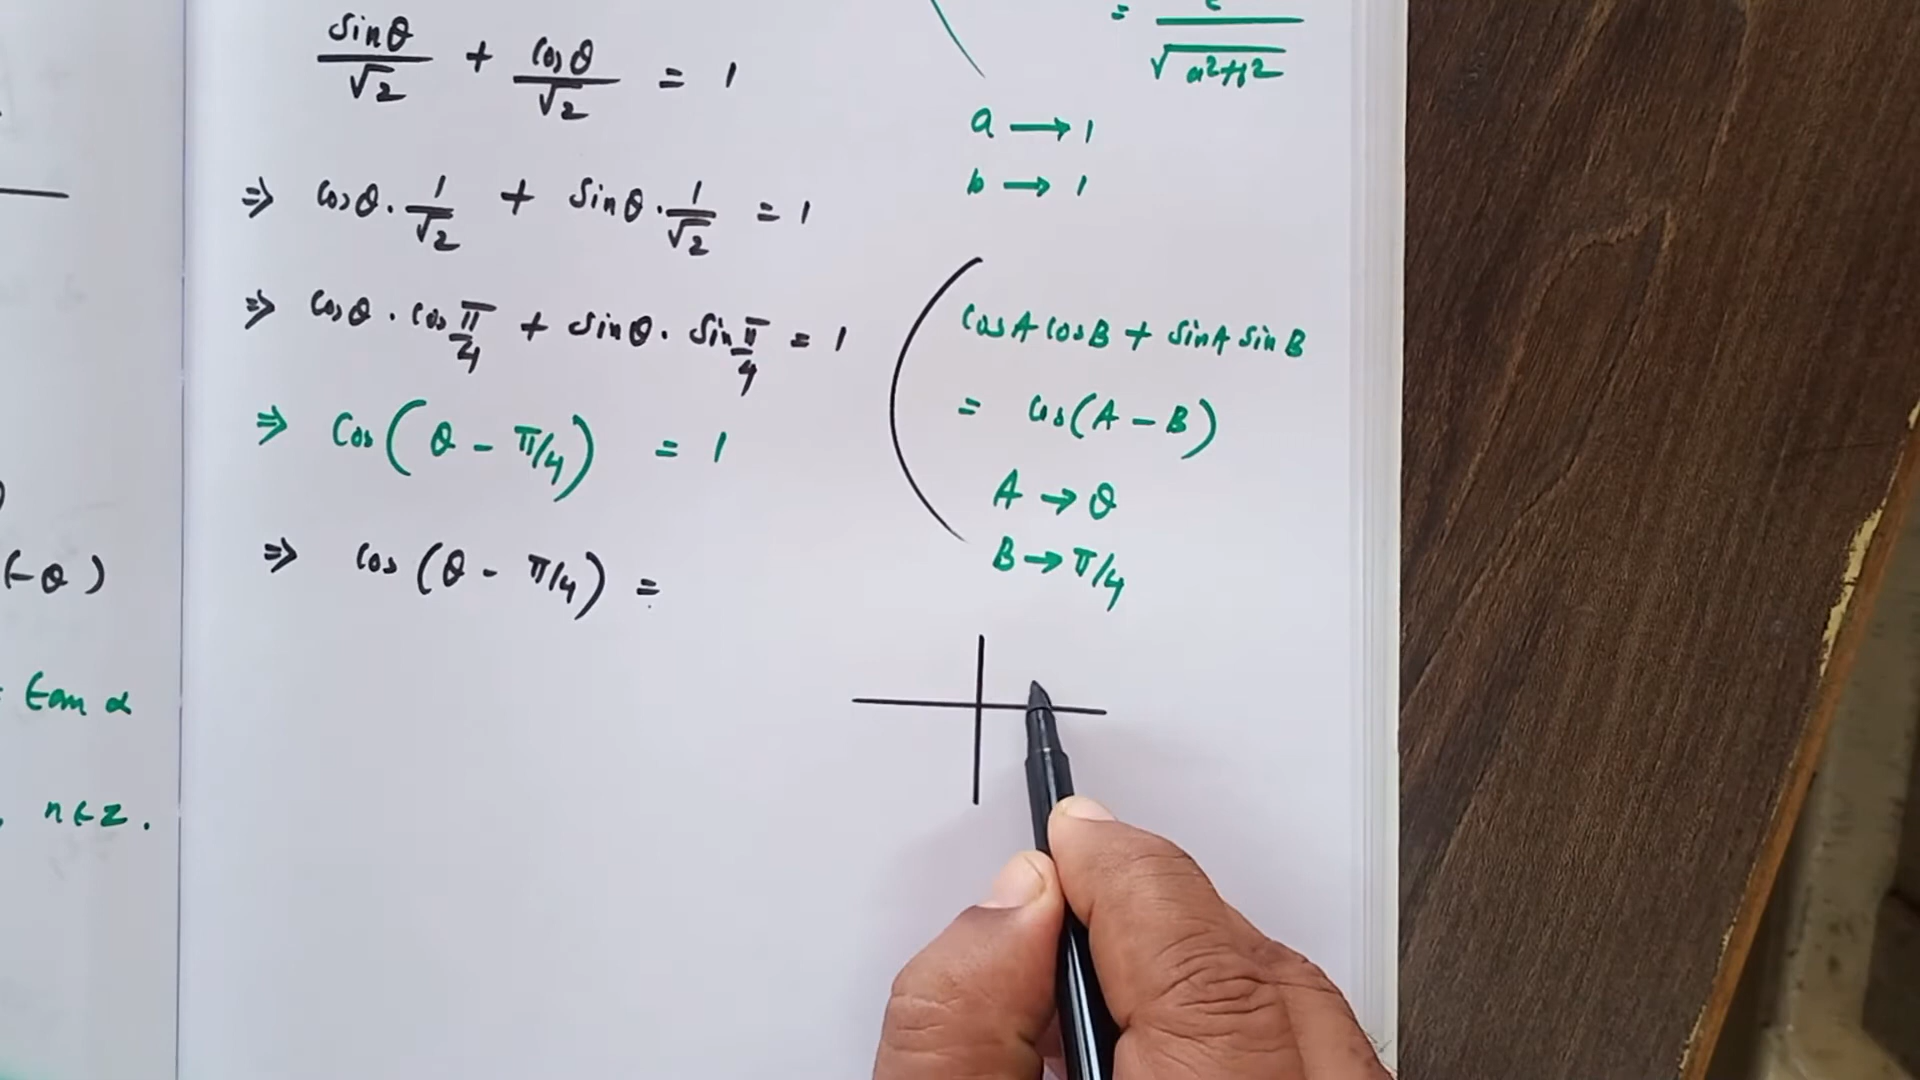 sinθ/√2 + cosθ/√2 = 1
⇒ cosθ · 1/√2 + sinθ · 1/√2 = 1
⇒ cosθ · cos π/4 + sinθ · sin π/4 = 1
⇒ cos(θ - π/4) = 1
⇒ cos(θ - π/4) =
= /√a²+b²
a → 1
b → 1
cosA cosB + sinA sinB
= cos(A - B)
A → θ
B → π/4
(-θ)
tan α
n ∈ z.